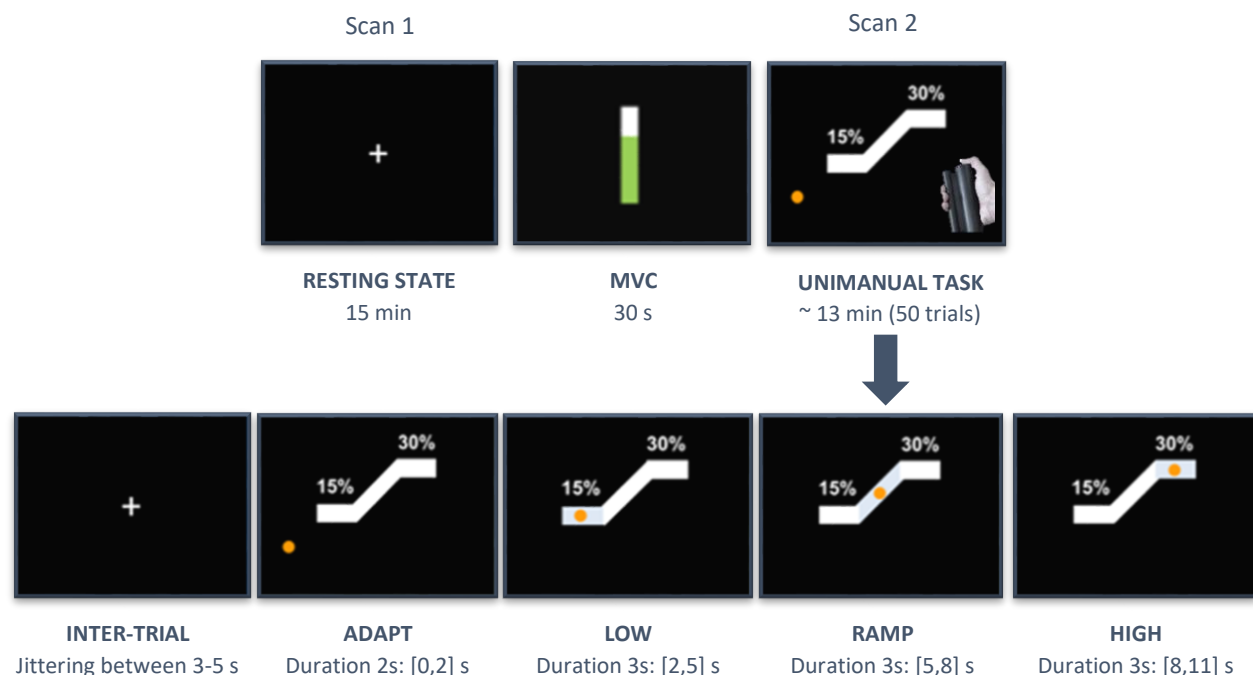 Scan 1
Scan 2
30%
15%
RESTING STATE
15 min
MVC
30 s
UNIMANUAL TASK
~ 13 min (50 trials)
30%
15%
30%
15%
30%
15%
30%
15%
INTER-TRIAL
Jittering between 3-5 s
ADAPT
Duration 2s: [0,2] s
LOW
Duration 3s: [2,5] s
RAMP
Duration 3s: [5,8] s
HIGH
Duration 3s: [8,11] s